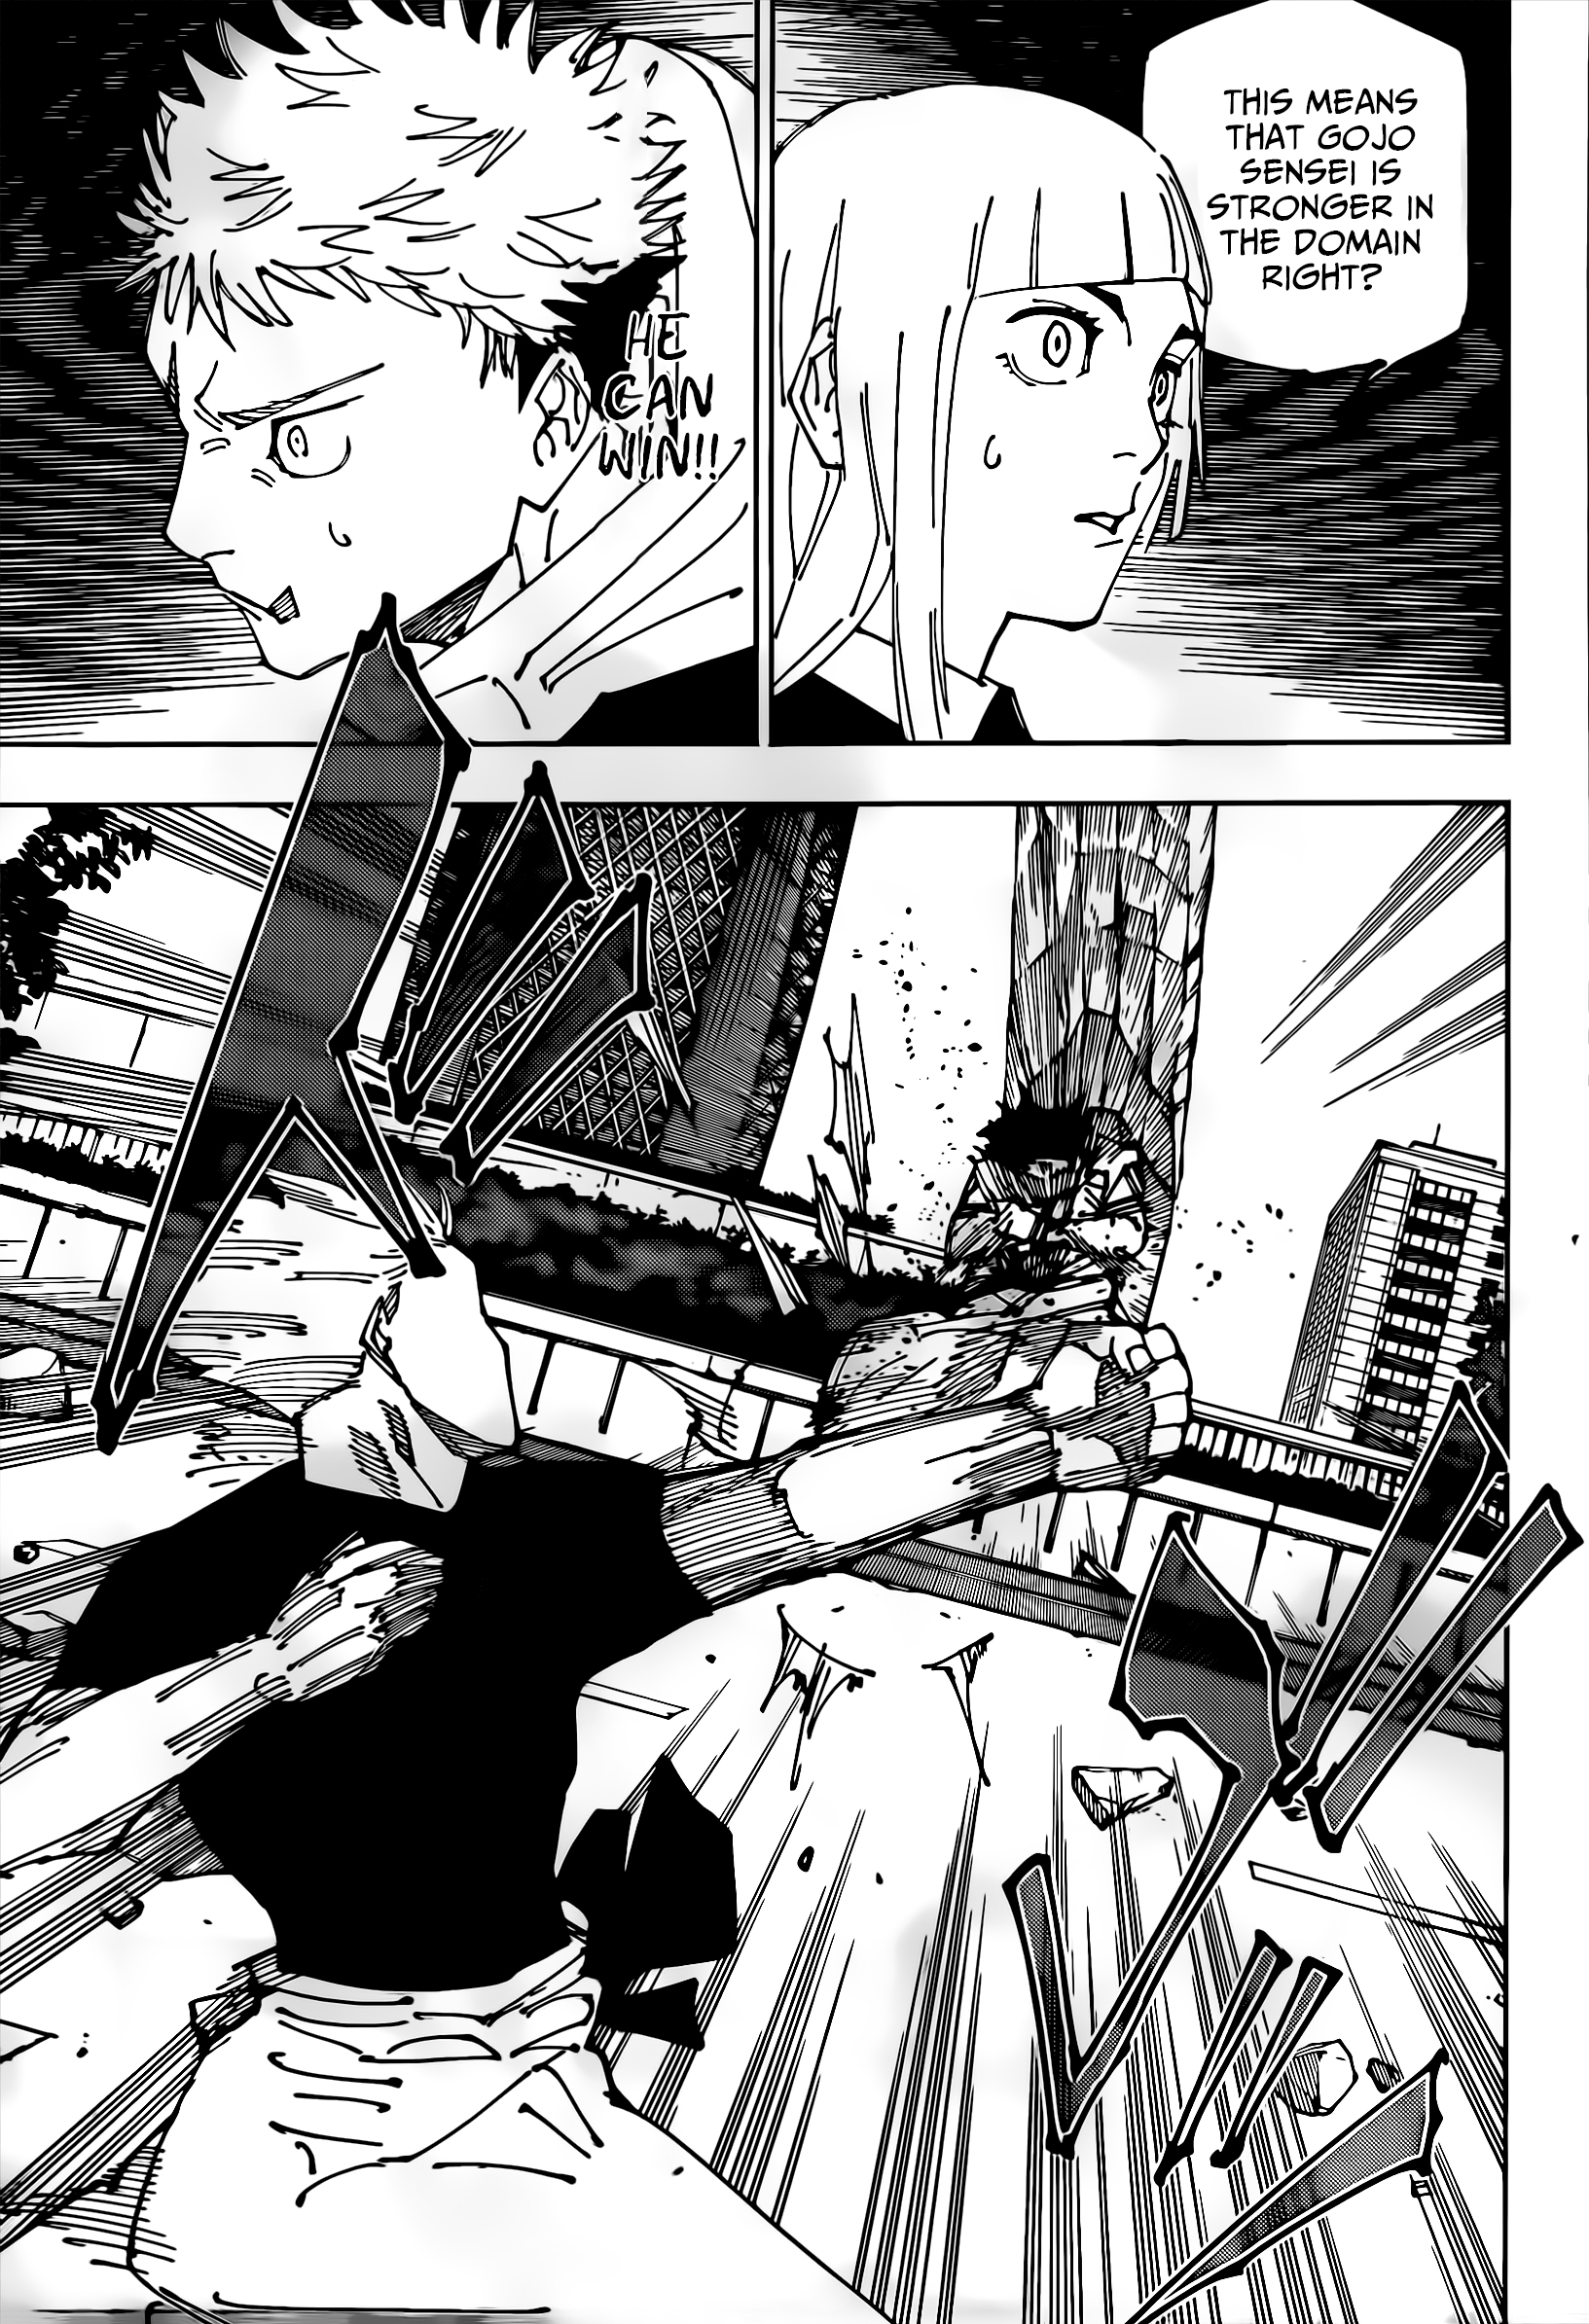 THIS MEANS
THAT GOJO
SENSEI IS
STRONGER IN
THE DOMAIN
RIGHT?
HE
CAN
WIN!!